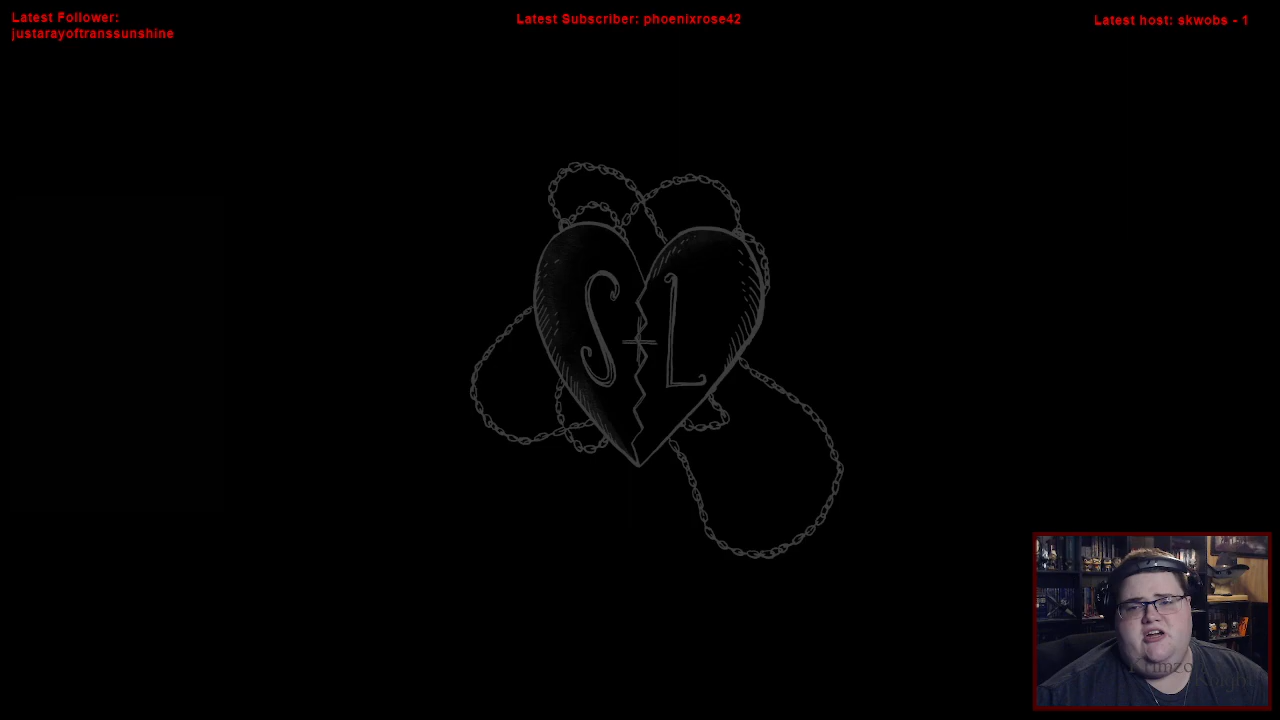 Latest Follower:
justarayoftranssunshine
Latest Subscriber: phoenixrose42
Latest host: skwobs - 1
S + L